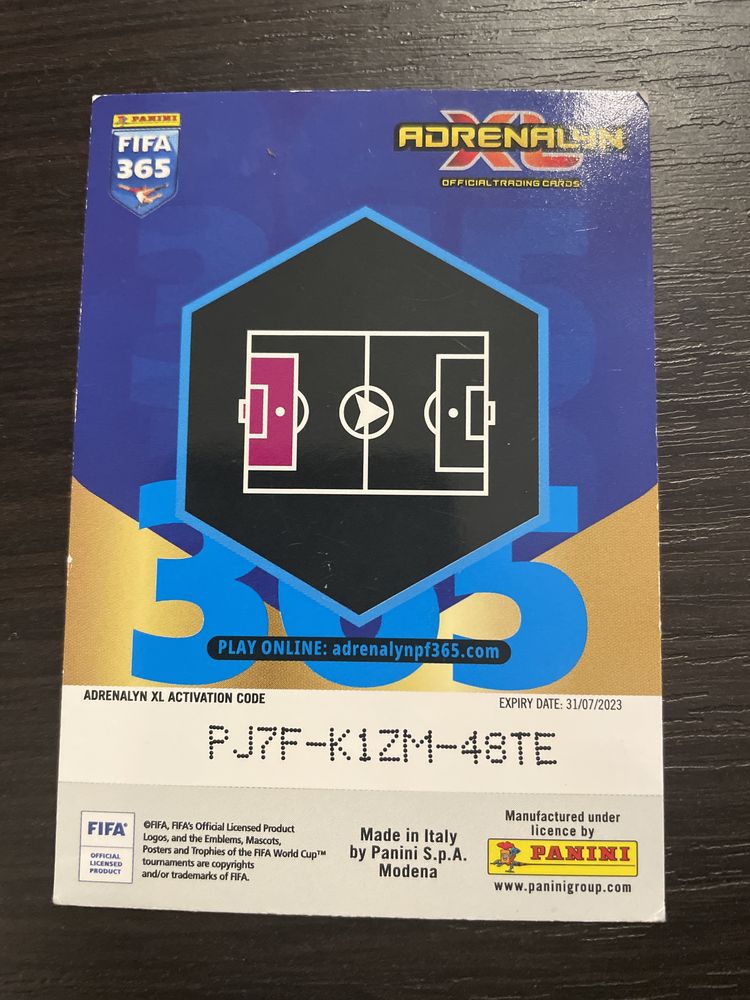 PANINI
FIFA
365
ADRENALYN
XL
OFFICIAL TRADING CARDS
365
PLAY ONLINE: adrenalynpf365.com
ADRENALYN XL ACTIVATION CODE
EXPIRY DATE: 31/07/2023
PJ7F-K1ZM-48TE
FIFA®
OFFICIAL
LICENSED
PRODUCT
©FIFA, FIFA's Official Licensed Product
Logos, and the Emblems, Mascots,
Posters and Trophies of the FIFA World Cup™
tournaments are copyrights
and/or trademarks of FIFA.
Made in Italy
by Panini S.p.A.
Modena
Manufactured under
licence by
PANINI
www.paninigroup.com